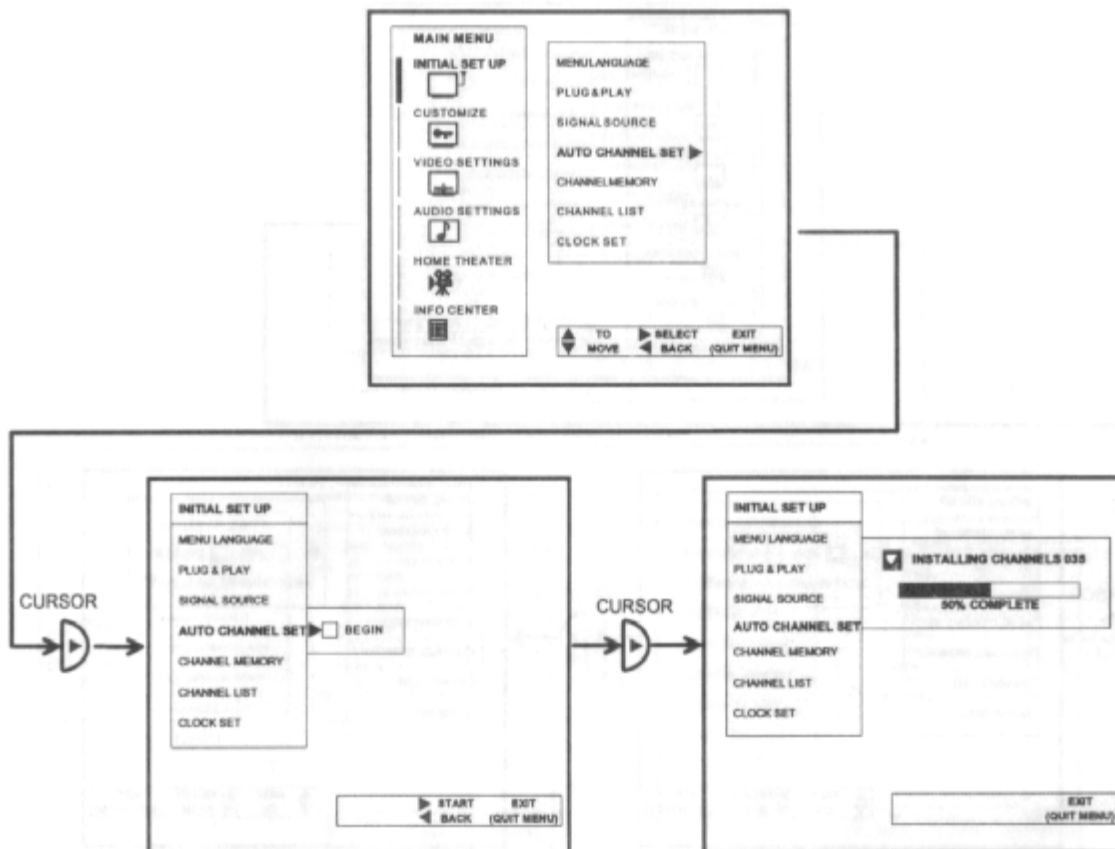 MAIN MENU
INITIAL SET UP
CUSTOMIZE
VIDEO SETTINGS
AUDIO SETTINGS
HOME THEATER
INFO CENTER
MENU LANGUAGE
PLUG & PLAY
SIGNAL SOURCE
AUTO CHANNEL SET
CHANNEL MEMORY
CHANNEL LIST
CLOCK SET
TO MOVE
SELECT
BACK
EXIT
(QUIT MENU)
CURSOR
INITIAL SET UP
MENU LANGUAGE
PLUG & PLAY
SIGNAL SOURCE
AUTO CHANNEL SET
BEGIN
CHANNEL MEMORY
CHANNEL LIST
CLOCK SET
START
BACK
EXIT
(QUIT MENU)
CURSOR
INITIAL SET UP
MENU LANGUAGE
PLUG & PLAY
SIGNAL SOURCE
AUTO CHANNEL SET
CHANNEL MEMORY
CHANNEL LIST
CLOCK SET
INSTALLING CHANNELS 035
50% COMPLETE
EXIT
(QUIT MENU)